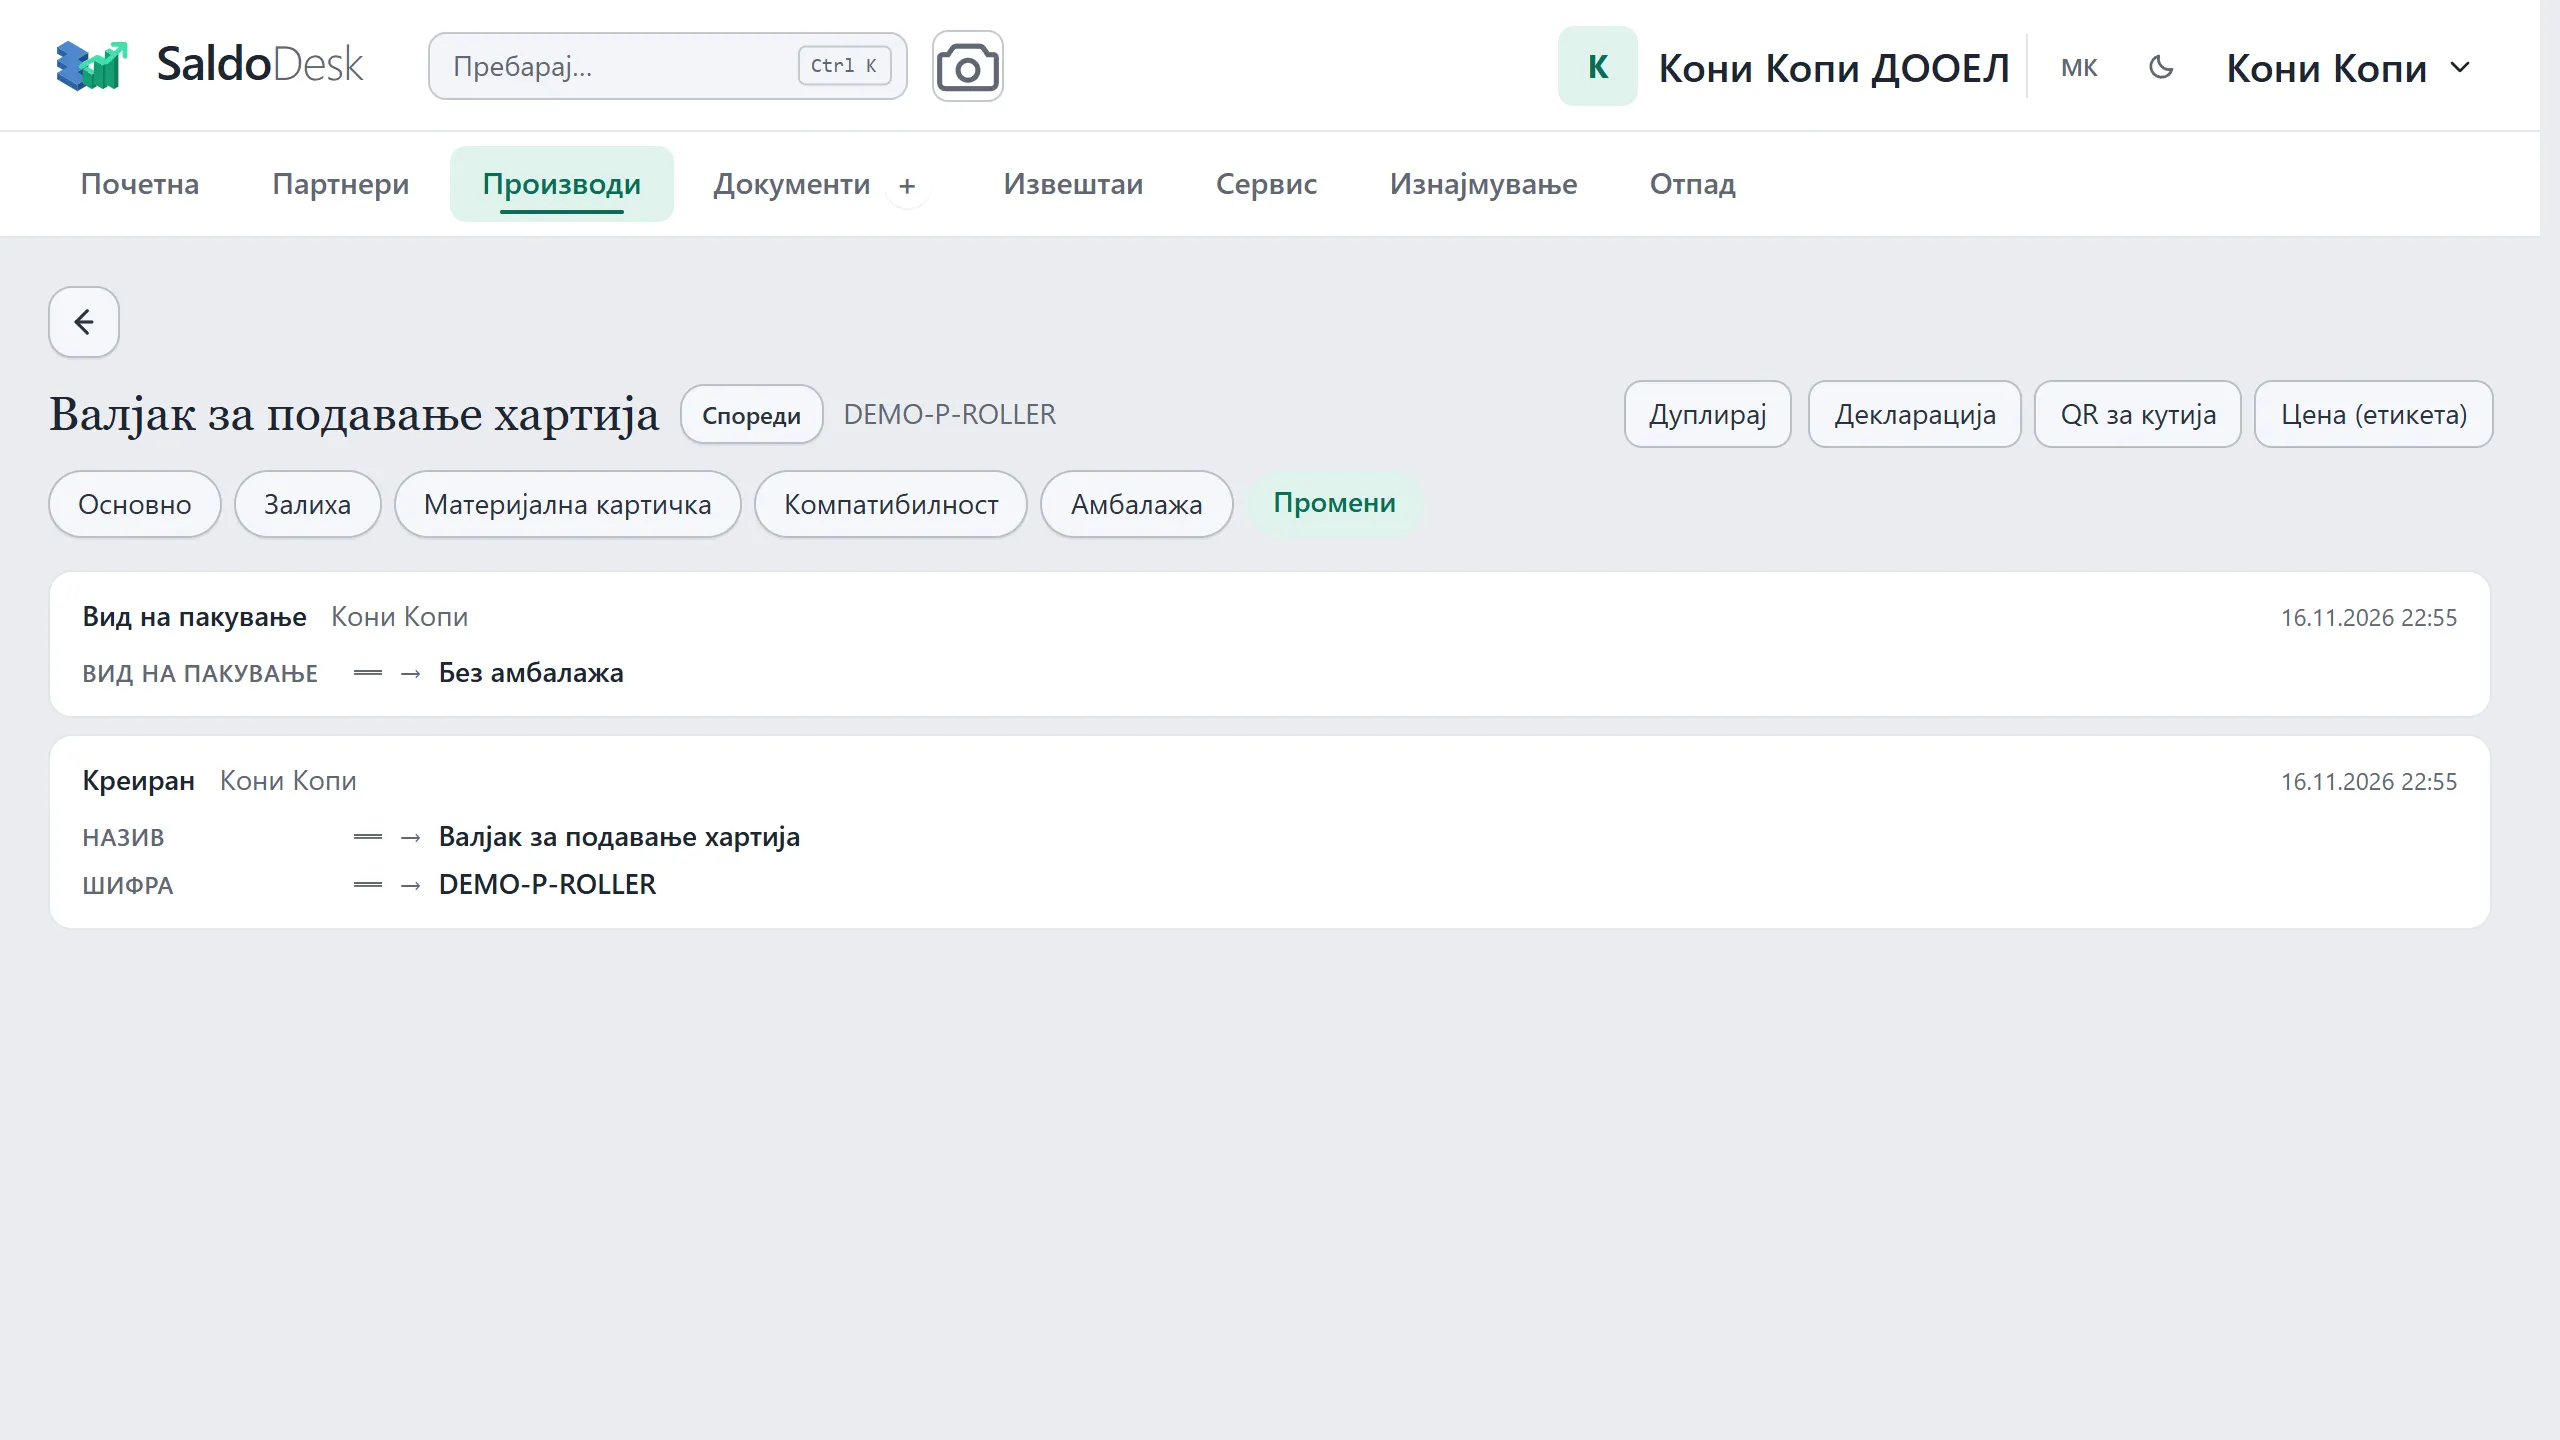 SaldoDesk
Пребарај... Ctrl K
К Кони Копи ДООЕЛ МК Кони Копи
Почетна Партнери Производи Документи + Извештаи Сервис Изнајмување Отпад
Валјак за подавање хартија Спореди DEMO-P-ROLLER Дуплирај Декларација QR за кутија Цена (етикета)
Основно Залиха Материјална картичка Компатибилност Амбалажа Промени
Вид на пакување Кони Копи 16.11.2026 22:55
ВИД НА ПАКУВАЊЕ — → Без амбалажа
Креиран Кони Копи 16.11.2026 22:55
НАЗИВ — → Валјак за подавање хартија
ШИФРА — → DEMO-P-ROLLER